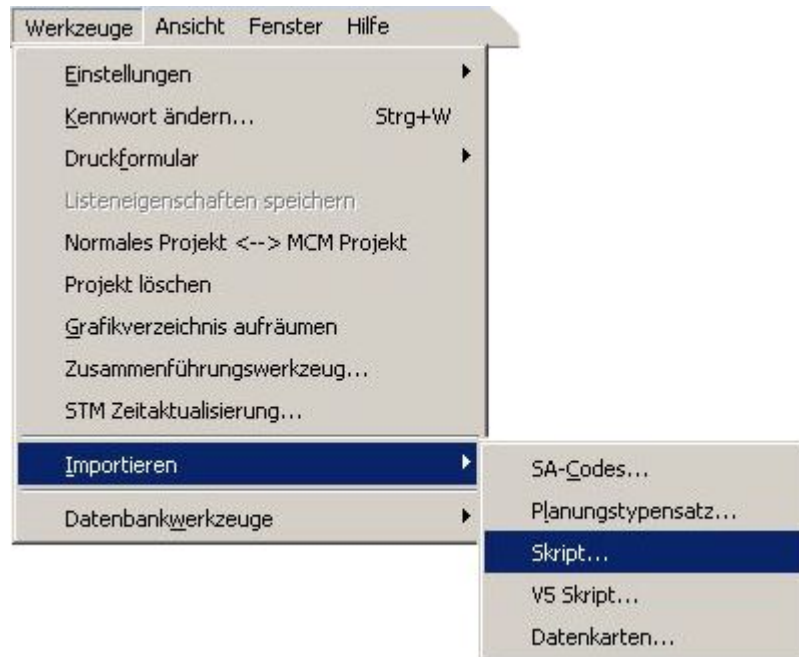 Werkzeuge Ansicht Fenster Hilfe
Einstellungen
Kennwort ändern... Strg+W
Druckformular
Listeneigenschaften speichern
Normales Projekt <--> MCM Projekt
Projekt löschen
Grafikverzeichnis aufräumen
Zusammenführungswerkzeug...
STM Zeitaktualisierung...
Importieren
SA-Codes...
Datenbankwerkzeuge
Planungstypensatz...
Skript...
V5 Skript...
Datenkarten...